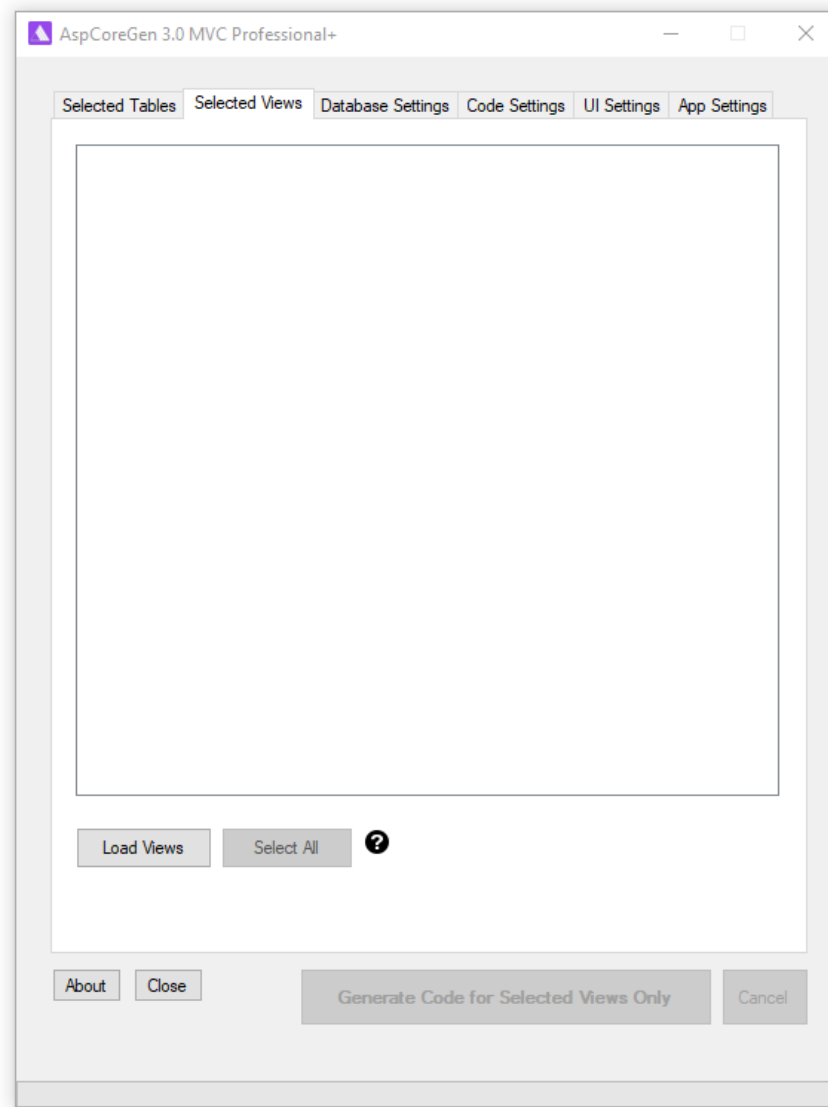 AspCoreGen 3.0 MVC Professional+
Selected Tables Selected Views Database Settings Code Settings UI Settings App Settings
Load Views Select All ?
About Close Generate Code for Selected Views Only Cancel